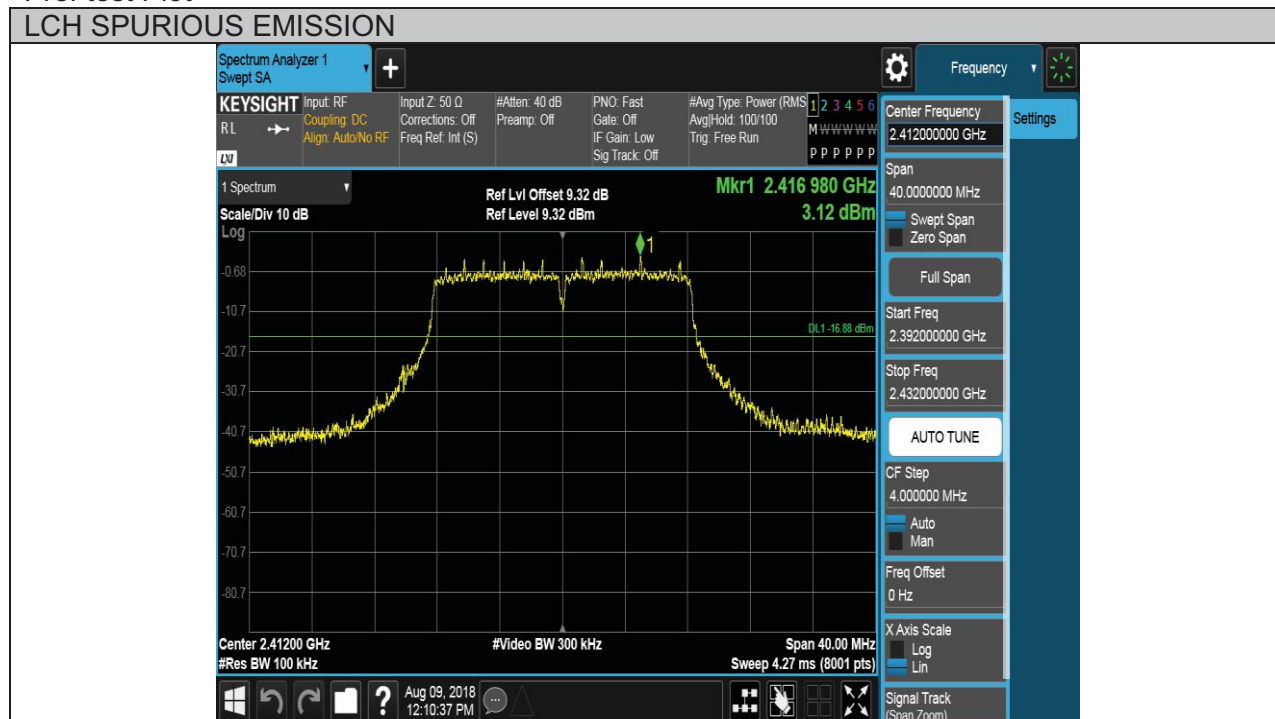 LCH SPURIOUS EMISSION
Spectrum Analyzer 1
Swept SA
+
Frequency
KEYSIGHT
RL
LXI
Input: RF
Coupling: DC
Align: Auto/No RF
Input Z: 50 Ω
Corrections: Off
Freq Ref: Int (S)
#Atten: 40 dB
Preamp: Off
PNO: Fast
Gate: Off
IF Gain: Low
Sig Track: Off
#Avg Type: Power (RMS
Avg|Hold: 100/100
Trig: Free Run
1 2 3 4 5 6
M W W W W W
P P P P P P
1 Spectrum
Scale/Div 10 dB
Log
Ref Lvl Offset 9.32 dB
Ref Level 9.32 dBm
Mkr1 2.416 980 GHz
3.12 dBm
1
-0.68
-10.7
DL1 -16.88 dBm
-20.7
-30.7
-40.7
-50.7
-60.7
-70.7
-80.7
Center 2.41200 GHz
#Res BW 100 kHz
#Video BW 300 kHz
Span 40.00 MHz
Sweep 4.27 ms (8001 pts)
?
Aug 09, 2018
12:10:37 PM
Center Frequency
2.412000000 GHz
Settings
Span
40.0000000 MHz
Swept Span
Zero Span
Full Span
Start Freq
2.392000000 GHz
Stop Freq
2.432000000 GHz
AUTO TUNE
CF Step
4.000000 MHz
Auto
Man
Freq Offset
0 Hz
X Axis Scale
Log
Lin
Signal Track
(Span Zoom)